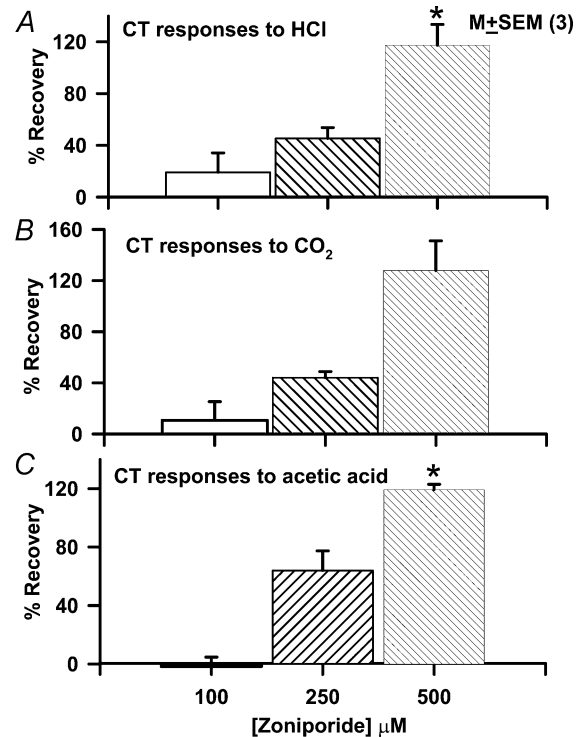 A CT responses to HCl * M±SEM (3)
% Recovery
120
80
40
0
B
CT responses to CO₂
% Recovery
160
120
80
40
0
C
CT responses to acetic acid *
% Recovery
120
80
40
0
100 250 500
[Zoniporide] µM